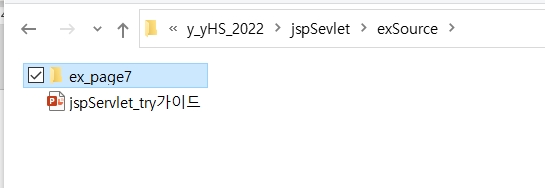 « y_yHS_2022 > jspSevlet > exSource >
ex_page7
jspServlet_try가이드